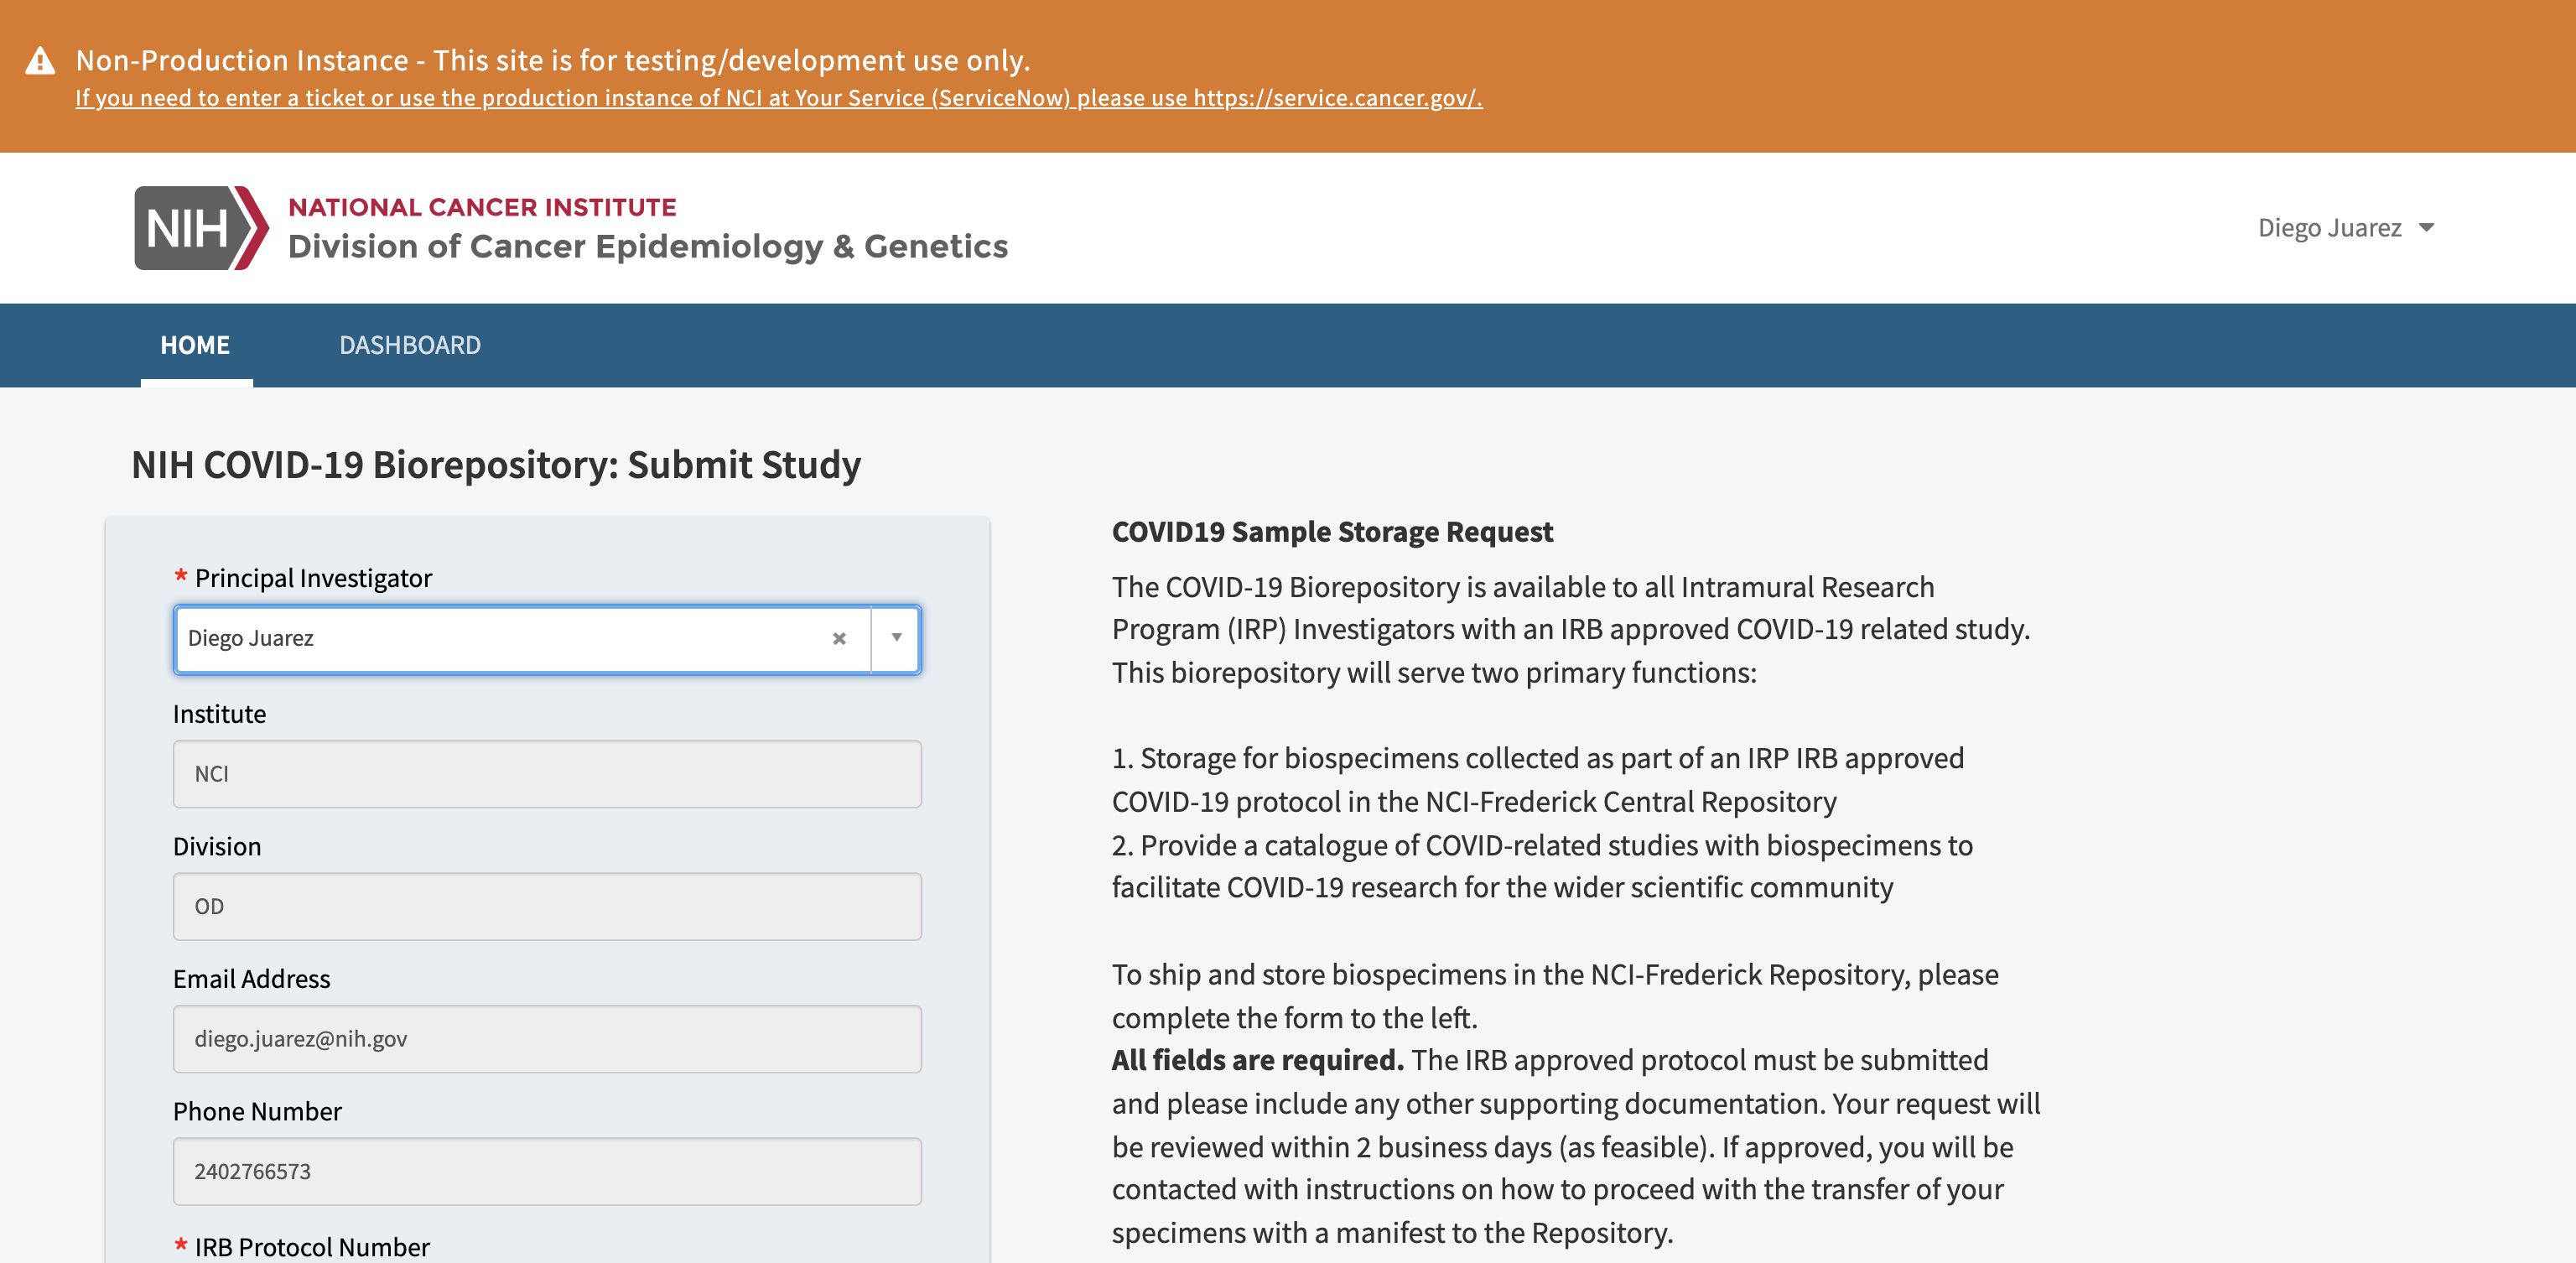 Non-Production Instance - This site is for testing/development use only.
If you need to enter a ticket or use the production instance of NCI at Your Service (ServiceNow) please use https://service.cancer.gov/.
NIH
NATIONAL CANCER INSTITUTE
Division of Cancer Epidemiology & Genetics
Diego Juarez
HOME
DASHBOARD
NIH COVID-19 Biorepository: Submit Study
* Principal Investigator
Diego Juarez
Institute
NCI
Division
OD
Email Address
diego.juarez@nih.gov
Phone Number
2402766573
* IRB Protocol Number
COVID19 Sample Storage Request
The COVID-19 Biorepository is available to all Intramural Research
Program (IRP) Investigators with an IRB approved COVID-19 related study.
This biorepository will serve two primary functions:
1. Storage for biospecimens collected as part of an IRP IRB approved
COVID-19 protocol in the NCI-Frederick Central Repository
2. Provide a catalogue of COVID-related studies with biospecimens to
facilitate COVID-19 research for the wider scientific community
To ship and store biospecimens in the NCI-Frederick Repository, please
complete the form to the left.
All fields are required. The IRB approved protocol must be submitted
and please include any other supporting documentation. Your request will
be reviewed within 2 business days (as feasible). If approved, you will be
contacted with instructions on how to proceed with the transfer of your
specimens with a manifest to the Repository.